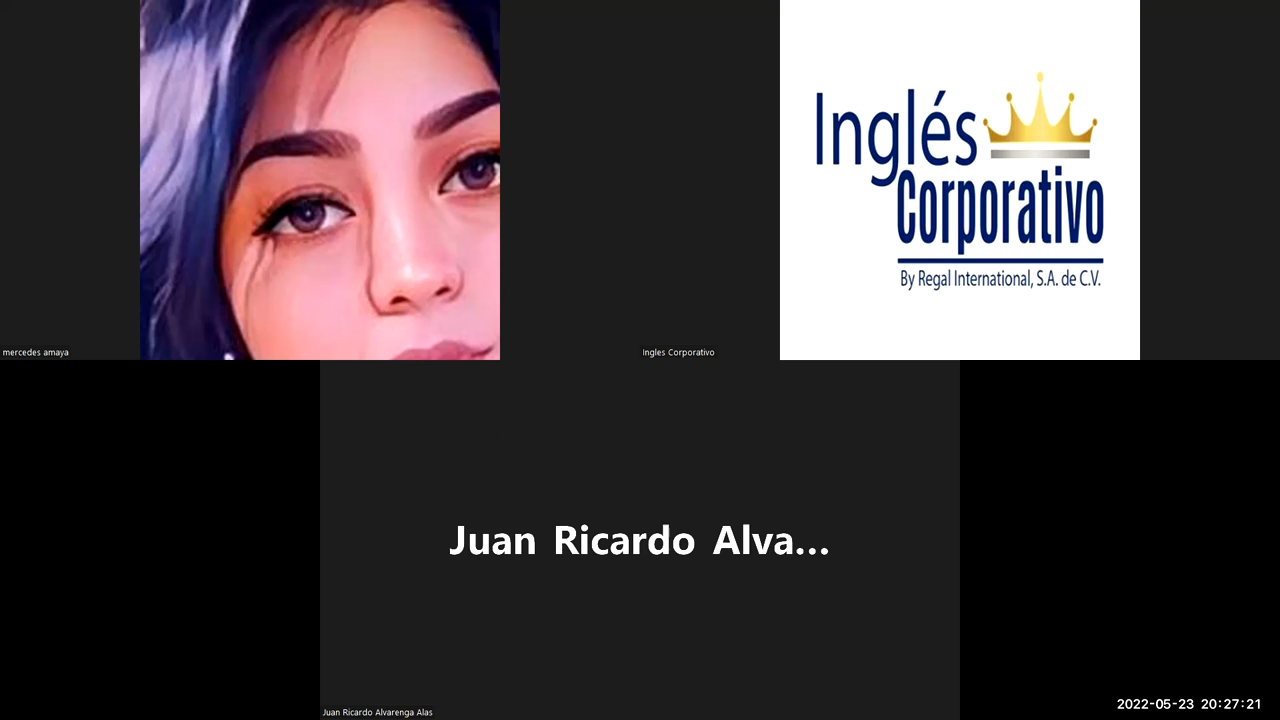 Inglés
Corporativo
By Regal International, S.A. de C.V.
mercedes amaya
Ingles Corporativo
Juan Ricardo Alva...
Juan Ricardo Alvarenga Alas
2022-05-23 20:27:21